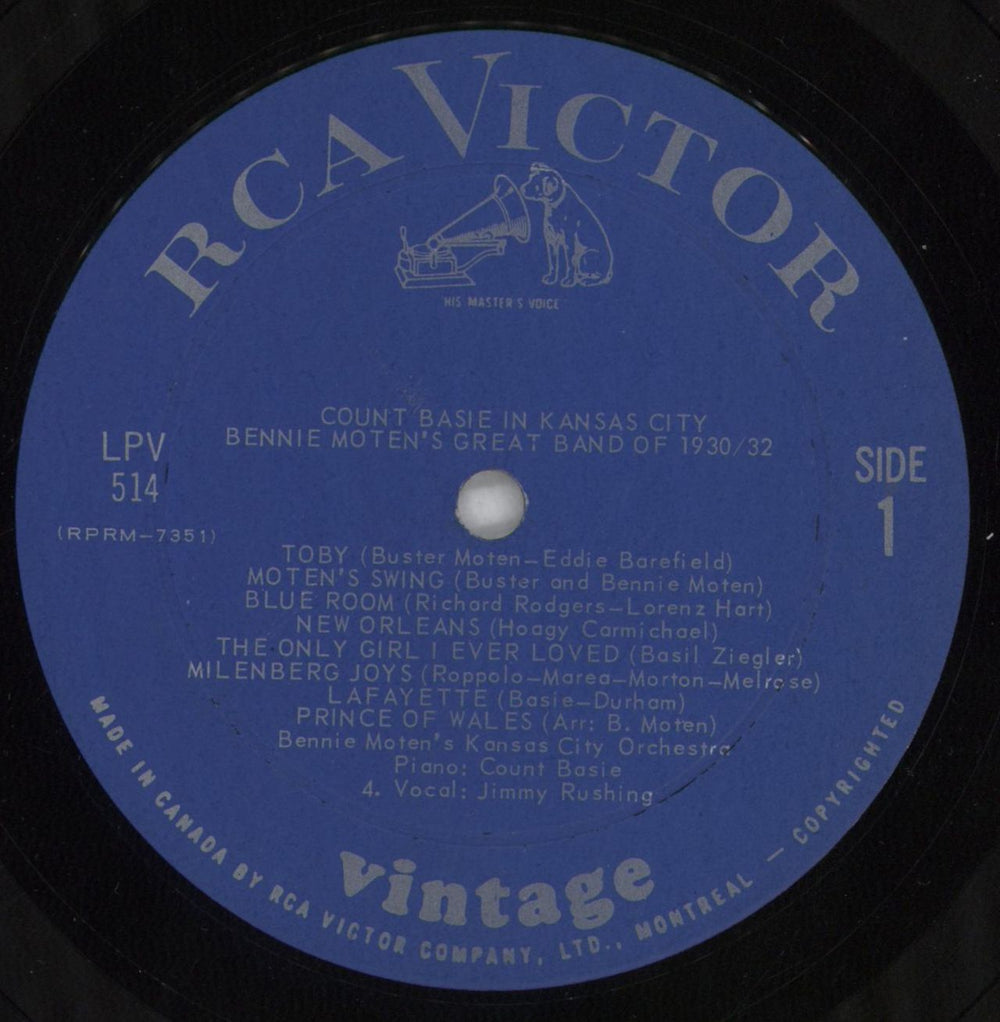 RCA VICTOR
HIS MASTER'S VOICE
COUNT BASIE IN KANSAS CITY
BENNIE MOTEN'S GREAT BAND OF 1930/32
LPV
514
(RPRM-7351)
SIDE
1
TOBY (Buster Moten-Eddie Barefield)
MOTEN'S SWING (Buster and Bennie Moten)
BLUE ROOM (Richard Rodgers-Lorenz Hart)
NEW ORLEANS (Hoagy Carmichael)
THE ONLY GIRL I EVER LOVED (Basil Ziegler)
MILENBERG JOYS (Roppolo-Marea-Morton-Melrose)
LAFAYETTE (Basie-Durham)
PRINCE OF WALES (Arr: B. Moten)
Bennie Moten's Kansas City Orchestra
Piano: Count Basie
4. Vocal: Jimmy Rushing
vintage
MADE IN CANADA BY RCA VICTOR COMPANY, LTD., MONTREAL — COPYRIGHTED